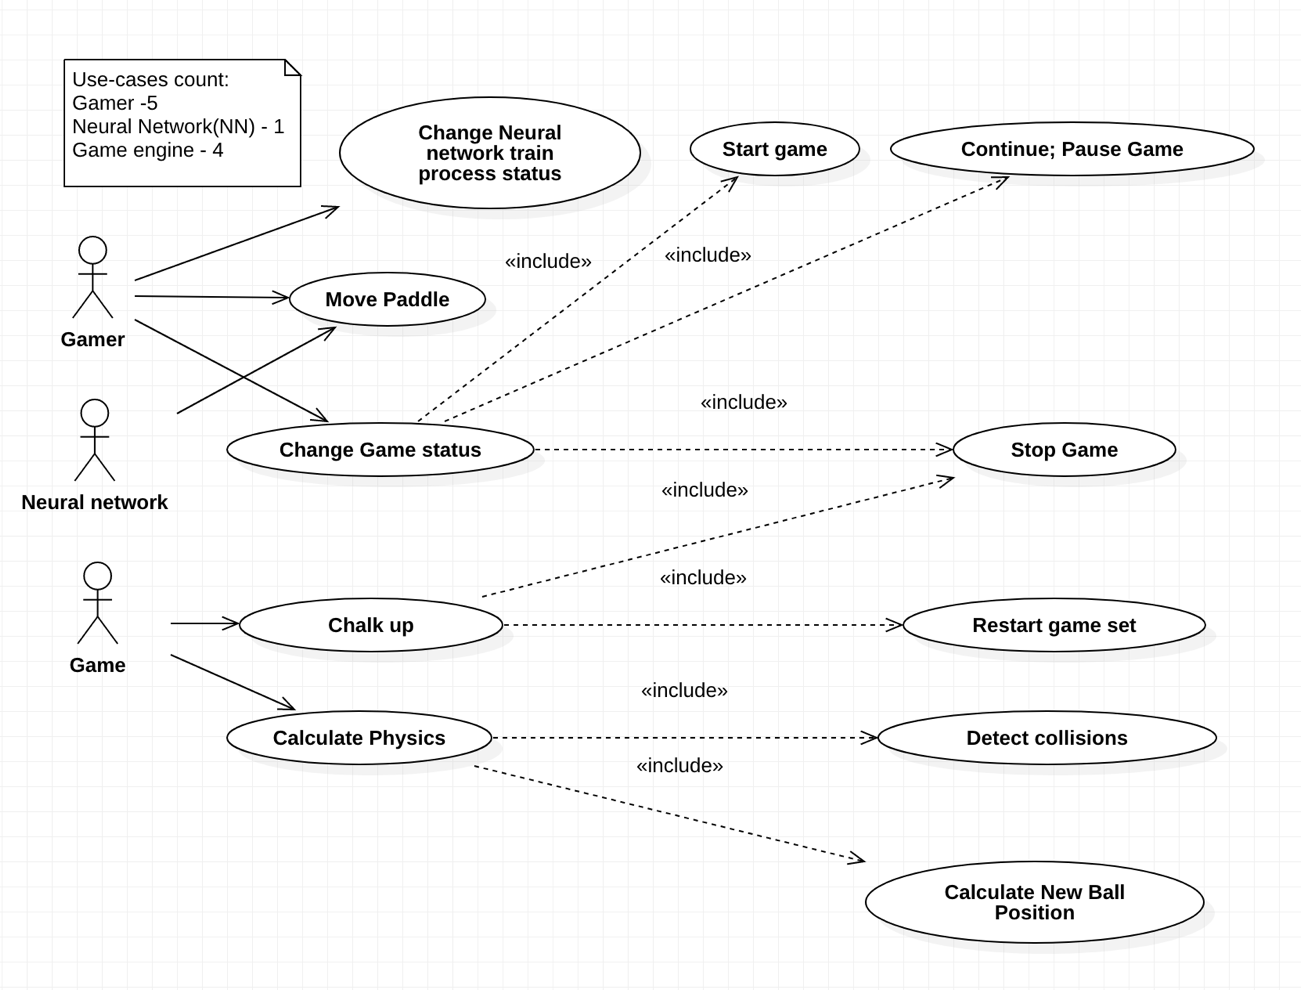 Use-cases count:
Gamer -5
Neural Network(NN) - 1
Game engine - 4
Change Neural
network train
process status
Start game
Continue; Pause Game
«include»
«include»
Move Paddle
Gamer
«include»
Change Game status
Stop Game
«include»
Neural network
«include»
Chalk up
Restart game set
Game
«include»
Calculate Physics
Detect collisions
«include»
Calculate New Ball
Position